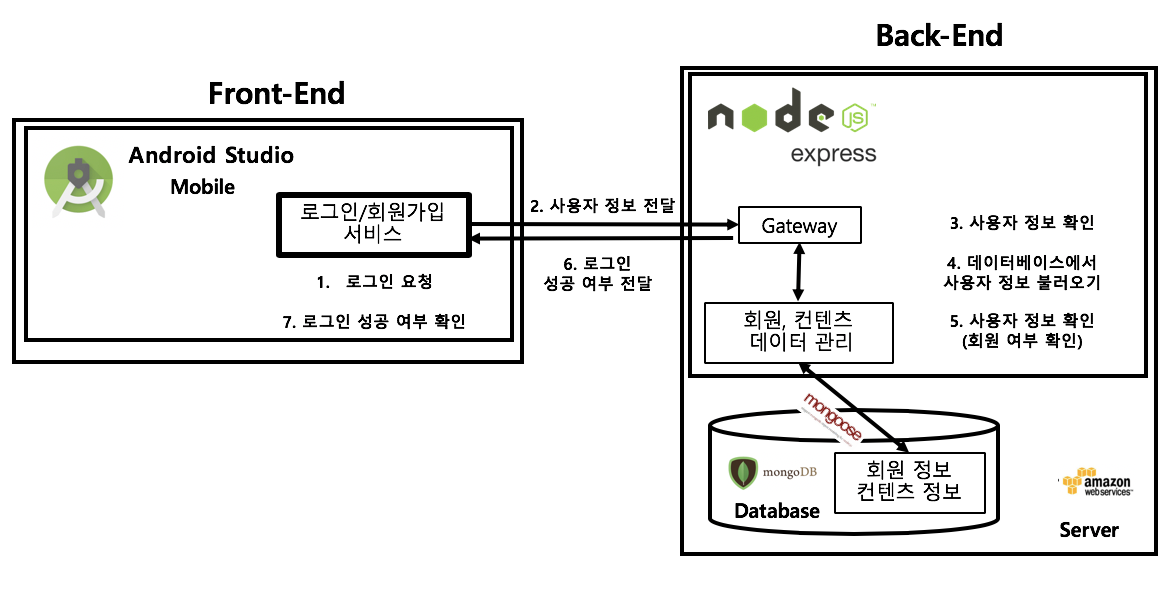 Back-End
Front-End
node
JS
express
Android Studio
Mobile
로그인/회원가입
서비스
1. 로그인 요청
7. 로그인 성공 여부 확인
2. 사용자 정보 전달
6. 로그인
성공 여부 전달
Gateway
회원, 컨텐츠
데이터 관리
3. 사용자 정보 확인
4. 데이터베이스에서
사용자 정보 불러오기
5. 사용자 정보 확인
(회원 여부 확인)
mongoose
mongoDB
Database
회원 정보
컨텐츠 정보
amazon
webservices™
Server